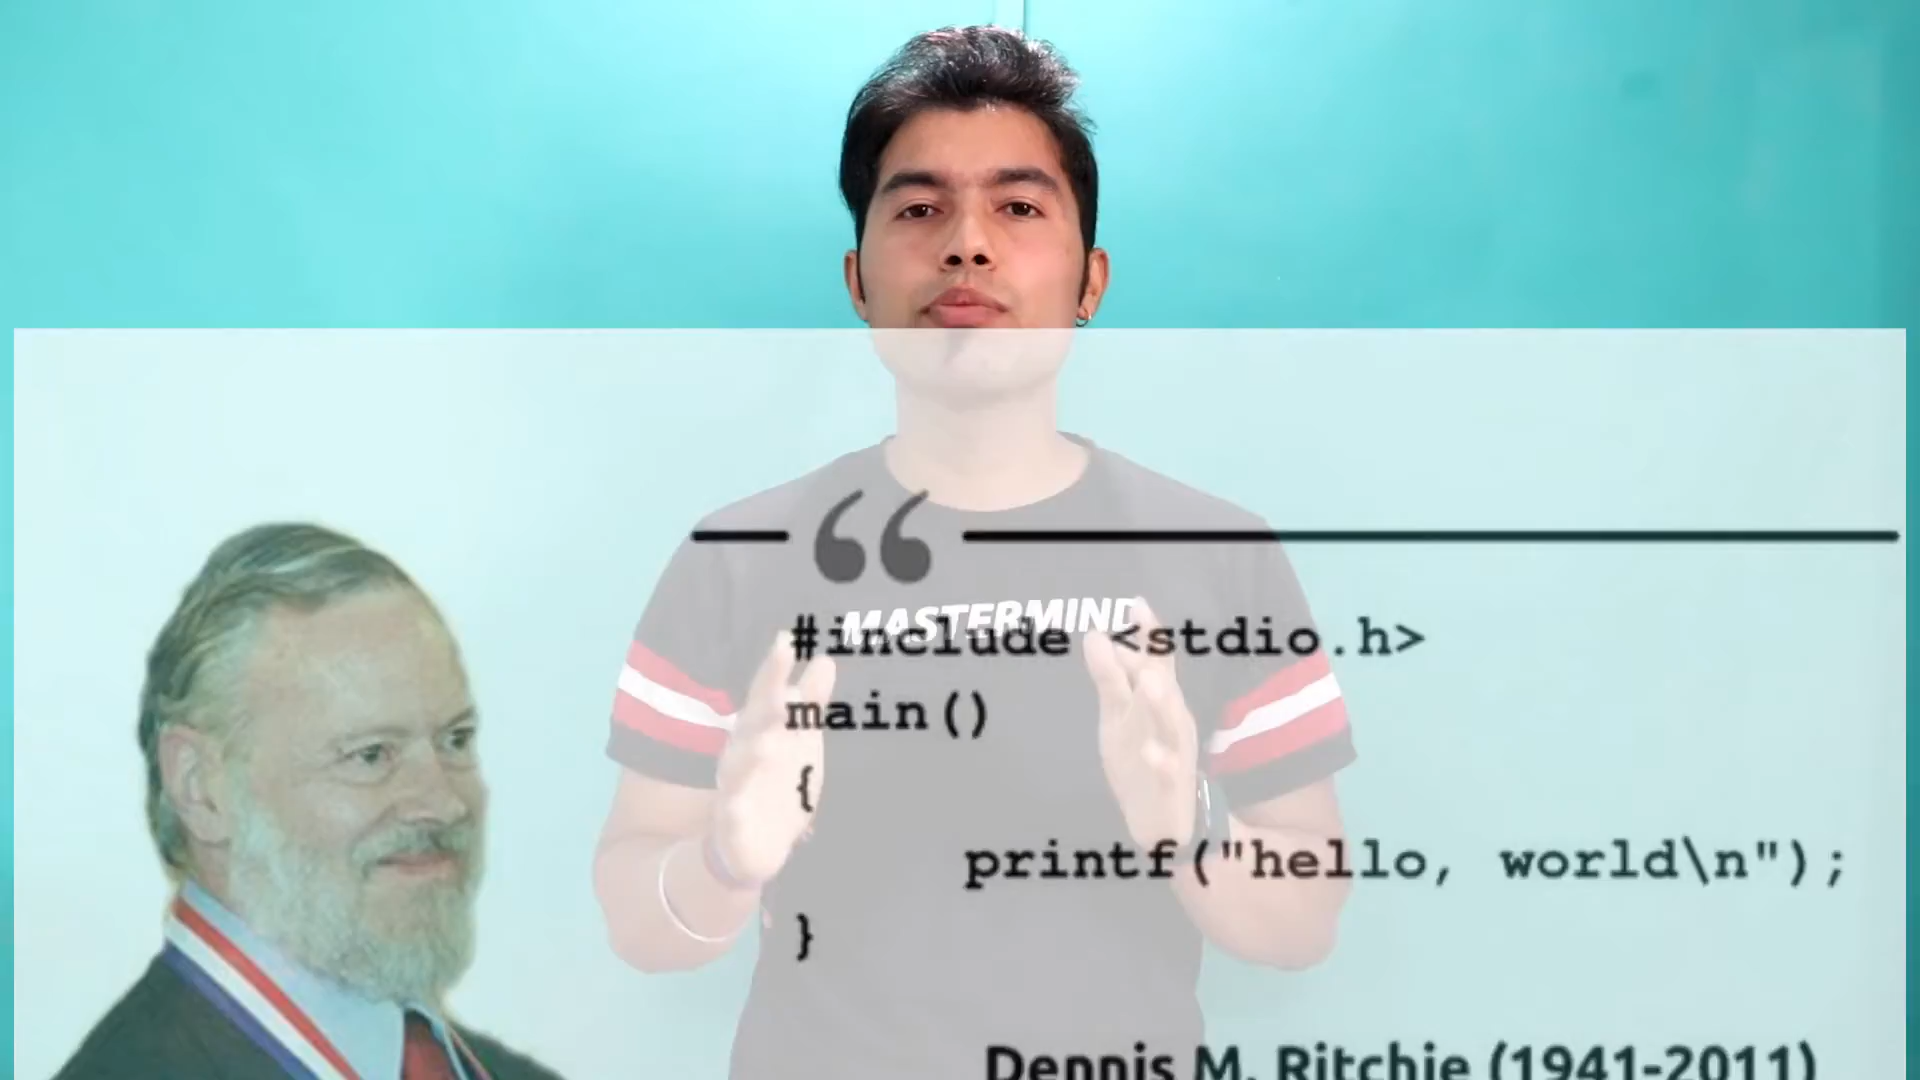 “
MASTERMIND
#include <stdio.h>
main()
{
printf("hello, world\n");
}
Dennis M. Ritchie (1941-2011)